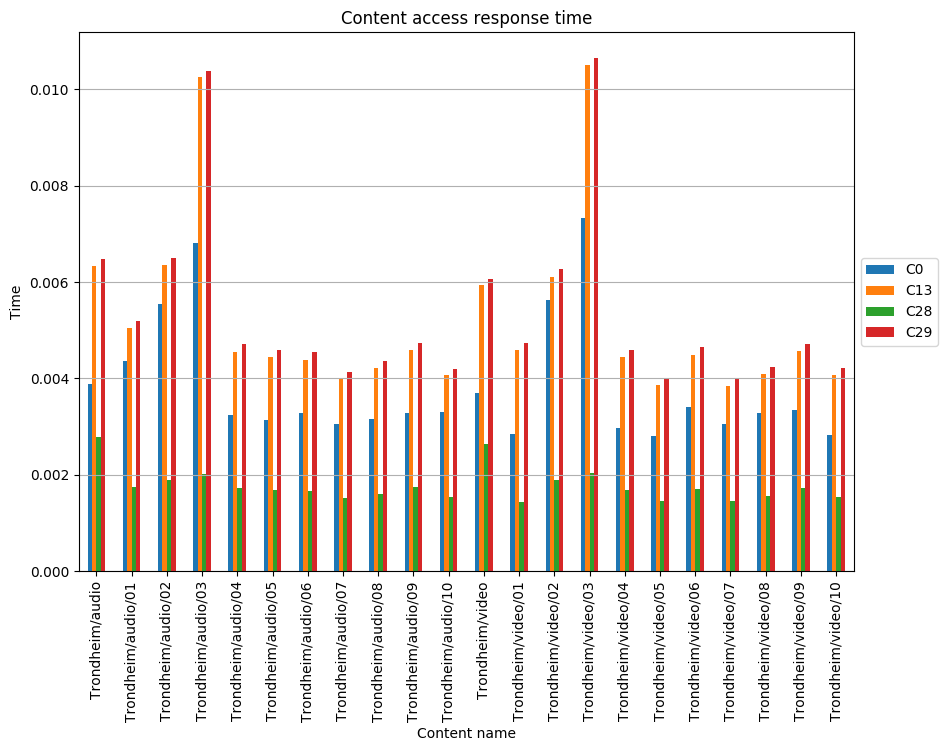 Content access response time
Time
0.010
0.008
0.006
0.004
0.002
0.000
C0
C13
C28
C29
Trondheim/audio
Trondheim/audio/01
Trondheim/audio/02
Trondheim/audio/03
Trondheim/audio/04
Trondheim/audio/05
Trondheim/audio/06
Trondheim/audio/07
Trondheim/audio/08
Trondheim/audio/09
Trondheim/audio/10
Trondheim/video
Trondheim/video/01
Trondheim/video/02
Trondheim/video/03
Trondheim/video/04
Trondheim/video/05
Trondheim/video/06
Trondheim/video/07
Trondheim/video/08
Trondheim/video/09
Trondheim/video/10
Content name